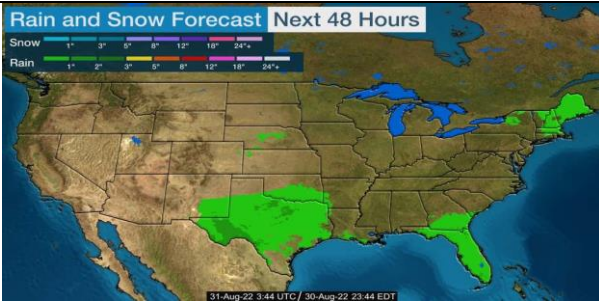 Rain and Snow Forecast Next 48 Hours
Snow 1" 3" 5" 8" 12" 18" 24"+
Rain 1" 2" 3" 5" 8" 12" 18" 24"+
31-Aug-22 3:44 UTC / 30-Aug-22 23:44 EDT